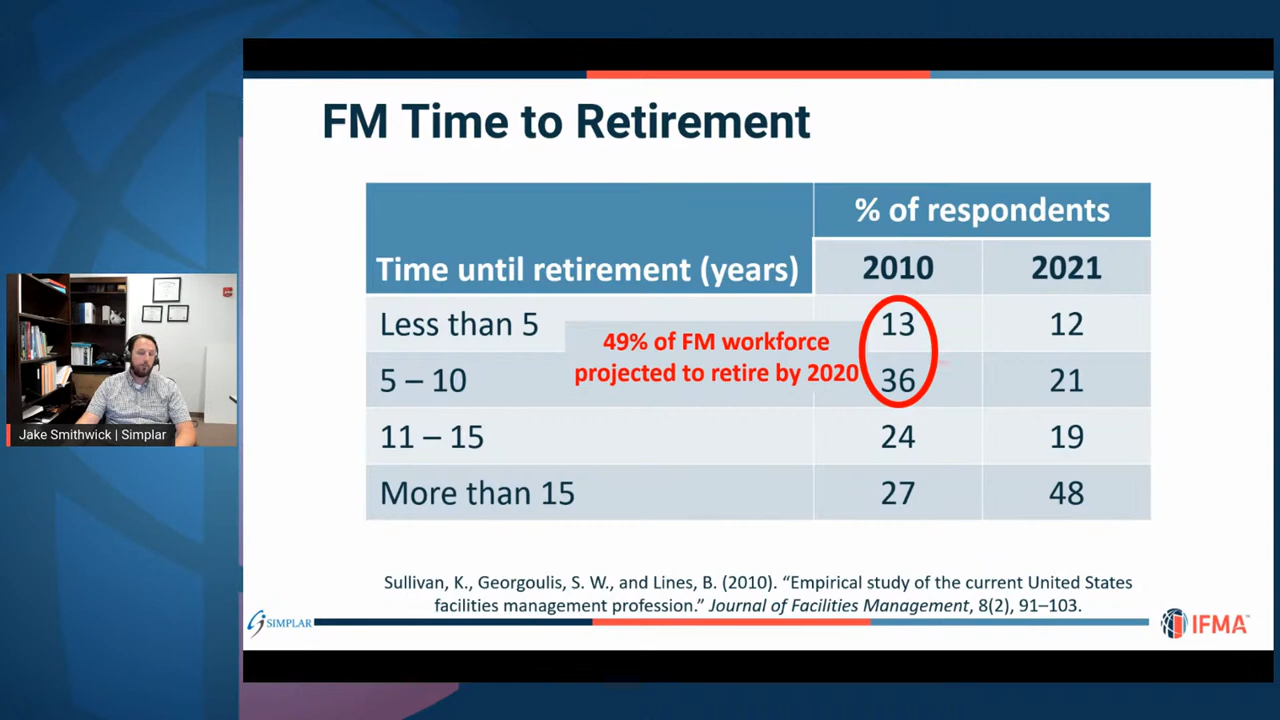 FM Time to Retirement
% of respondents
Time until retirement (years)
2010
2021
Less than 5
13
12
49% of FM workforce
projected to retire by 2020
5 – 10
36
21
11 – 15
24
19
More than 15
27
48
Jake Smithwick | Simplar
Sullivan, K., Georgoulis, S. W., and Lines, B. (2010). “Empirical study of the current United States
facilities management profession.” Journal of Facilities Management, 8(2), 91–103.
SIMPLAR
IFMA™